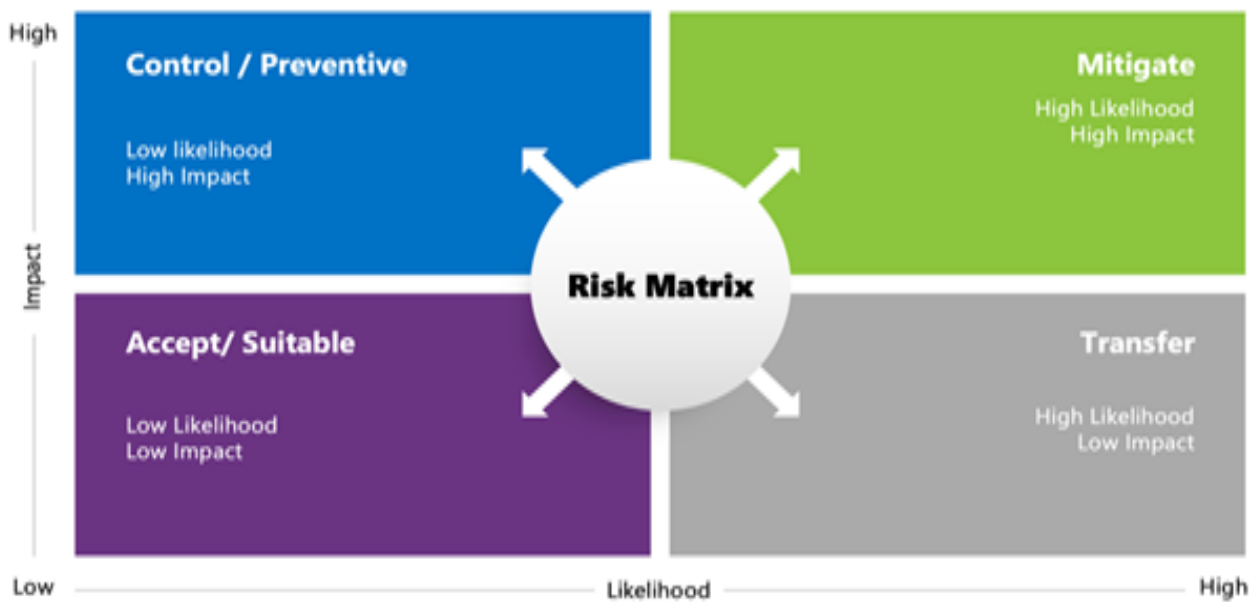 High
Control / Preventive
Low likelihood
High Impact
Mitigate
High Likelihood
High Impact
Impact
Risk Matrix
Accept/ Suitable
Low Likelihood
Low Impact
Transfer
High Likelihood
Low Impact
Low
Likelihood
High